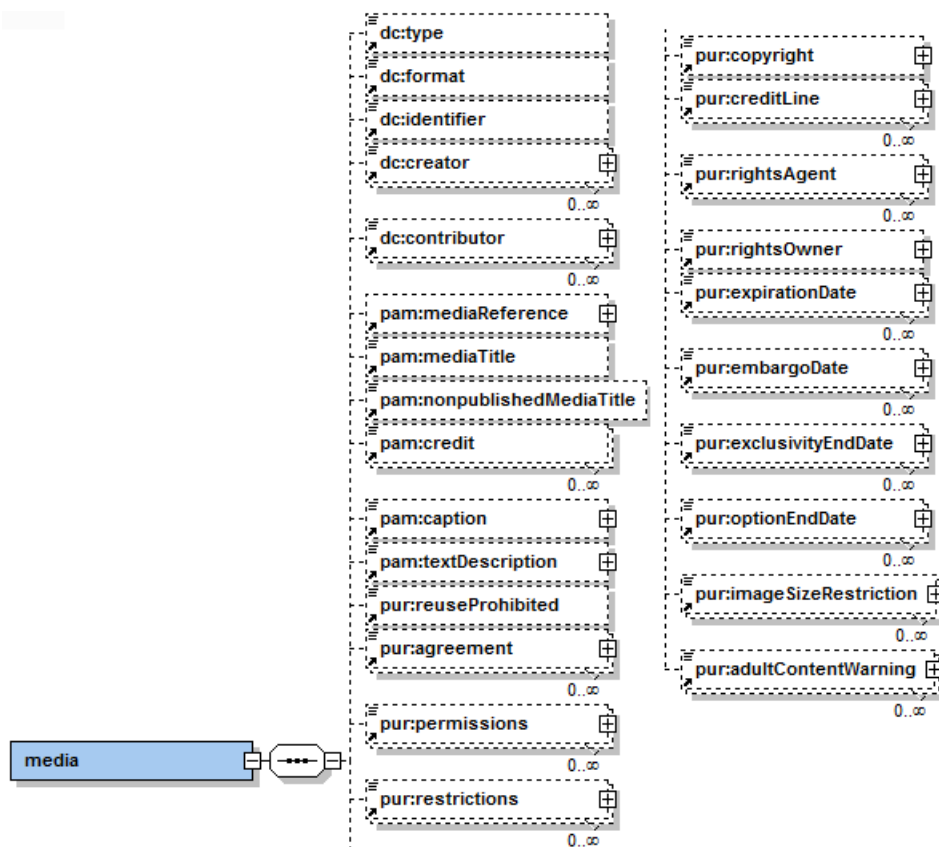 dc:type
dc:format
dc:identifier
dc:creator
0..∞
dc:contributor
0..∞
pam:mediaReference
pam:mediaTitle
pam:nonpublishedMediaTitle
pam:credit
0..∞
pam:caption
pam:textDescription
pur:reuseProhibited
pur:agreement
0..∞
pur:permissions
0..∞
media
pur:restrictions
0..∞
pur:copyright
pur:creditLine
0..∞
pur:rightsAgent
0..∞
pur:rightsOwner
pur:expirationDate
0..∞
pur:embargoDate
0..∞
pur:exclusivityEndDate
0..∞
pur:optionEndDate
0..∞
pur:imageSizeRestriction
0..∞
pur:adultContentWarning
0..∞